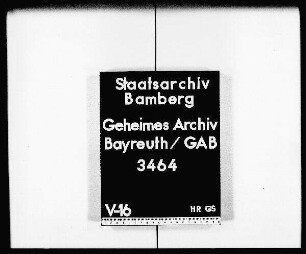 Staatsarchiv
Bamberg
Geheimes Archiv
Bayreuth/GAB
3464
V-16 HR GS